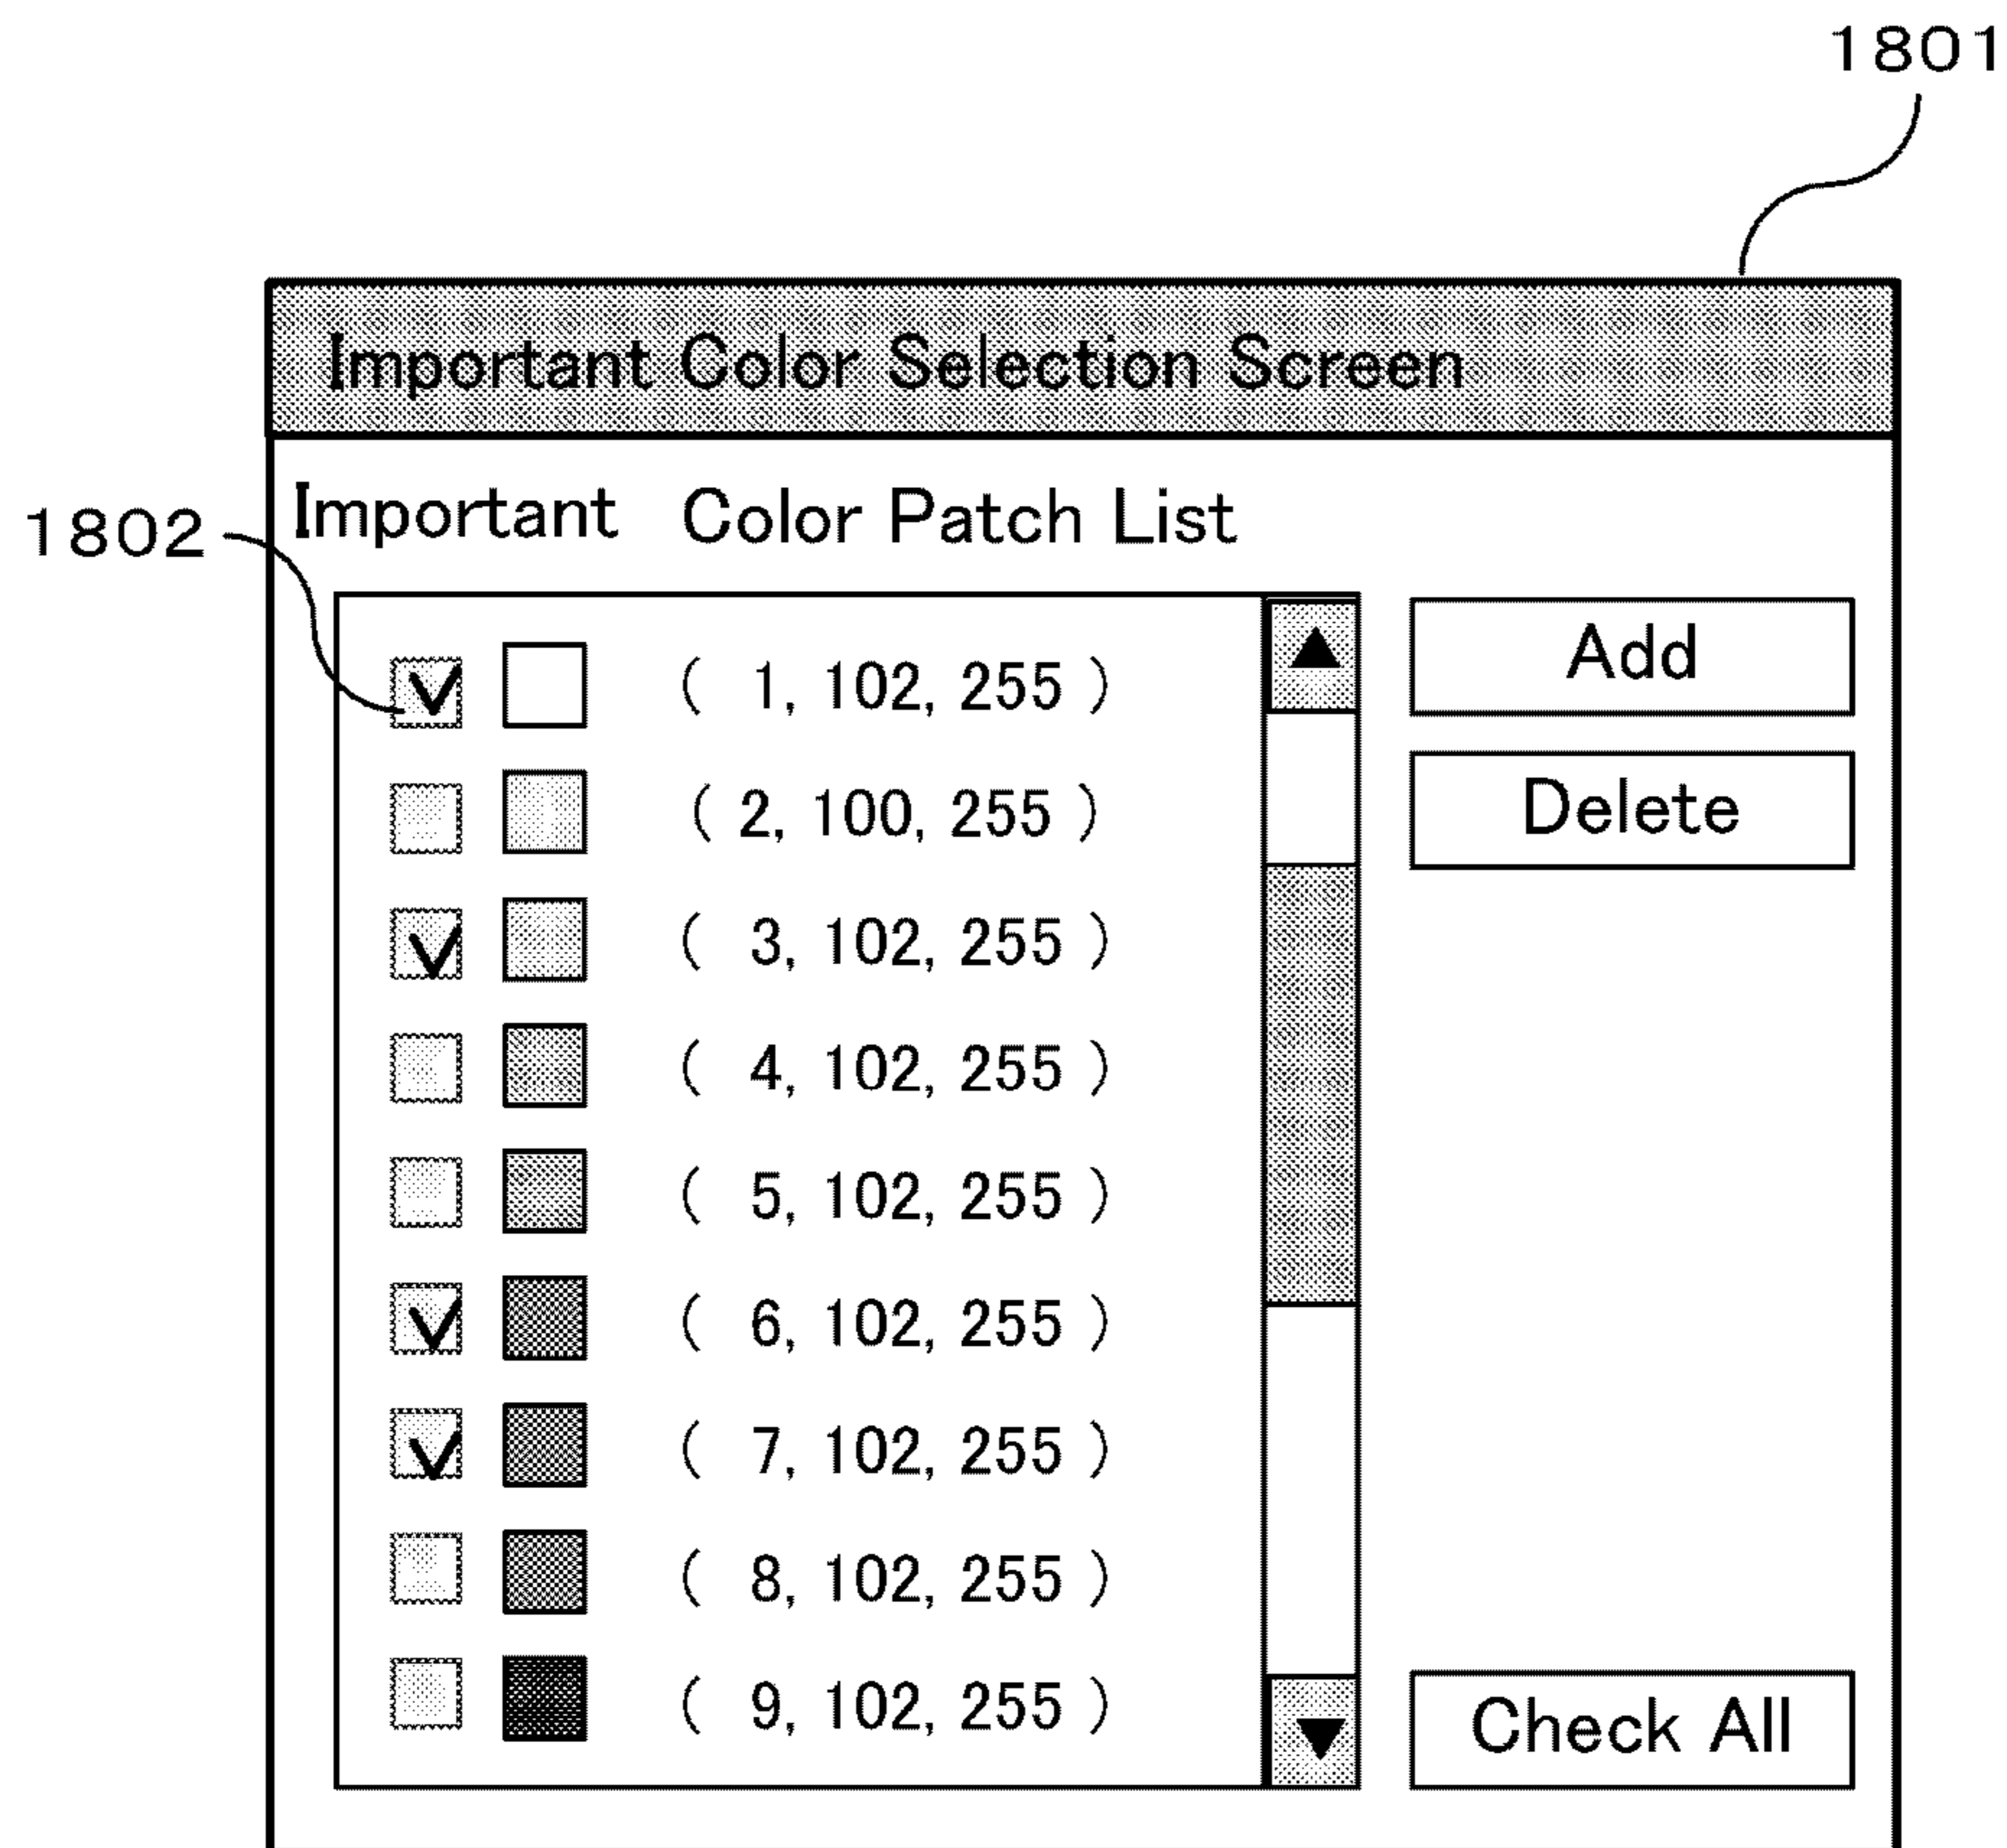 1801
Important Color Selection Screen
1802
Important Color Patch List
( 1, 102, 255 )
Add
( 2, 100, 255 )
Delete
( 3, 102, 255 )
( 4, 102, 255 )
( 5, 102, 255 )
( 6, 102, 255 )
( 7, 102, 255 )
( 8, 102, 255 )
( 9, 102, 255 )
Check All